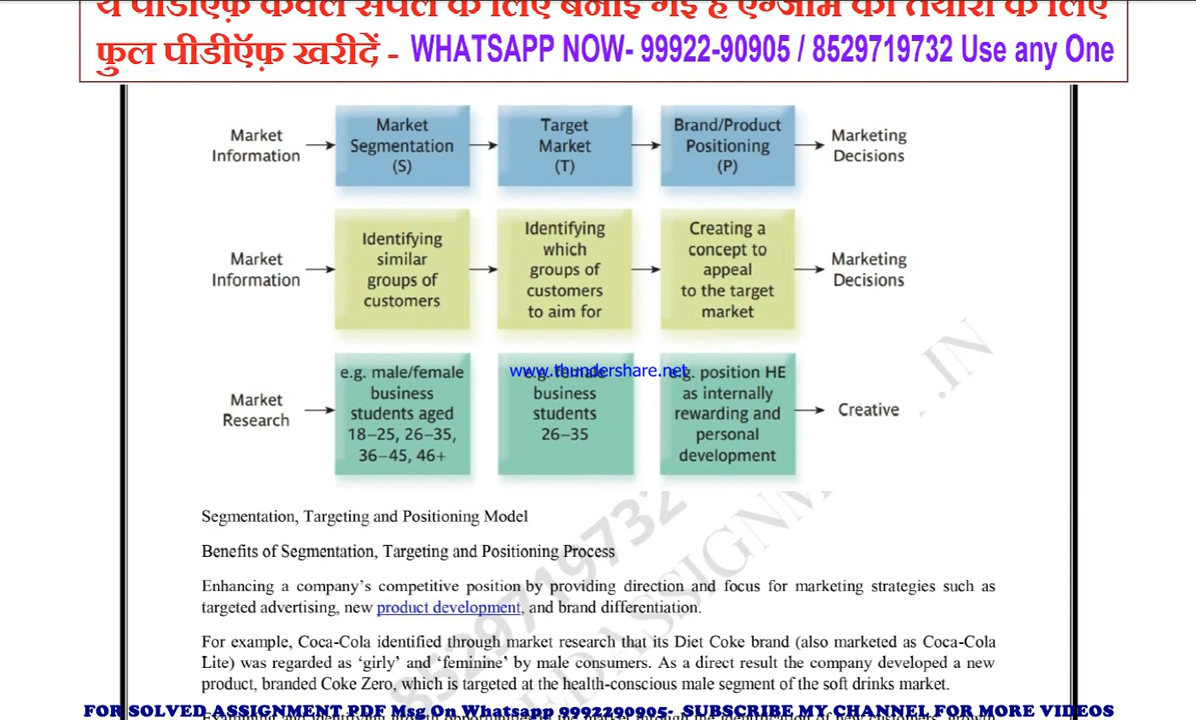 ये पीडीएफ़ केवल सैंपल के लिए बनाई गई है एग्जाम की तैयारी के लिए
फुल पीडीऍफ़ खरीदें - WHATSAPP NOW- 99922-90905 / 8529719732 Use any One
Market Information
Market Segmentation (S)
Target Market (T)
Brand/Product Positioning (P)
Marketing Decisions
Market Information
Identifying similar groups of customers
Identifying which groups of customers to aim for
Creating a concept to appeal to the target market
Marketing Decisions
Market Research
e.g. male/female business students aged 18–25, 26–35, 36–45, 46+
e.g. female business students 26–35
www.thundershare.net
e.g. position HE as internally rewarding and personal development
Creative
Segmentation, Targeting and Positioning Model
Benefits of Segmentation, Targeting and Positioning Process
Enhancing a company's competitive position by providing direction and focus for marketing strategies such as
targeted advertising, new product development, and brand differentiation.
For example, Coca-Cola identified through market research that its Diet Coke brand (also marketed as Coca-Cola
Lite) was regarded as 'girly' and 'feminine' by male consumers. As a direct result the company developed a new
product, branded Coke Zero, which is targeted at the health-conscious male segment of the soft drinks market.
8529719732
.IN
FOR SOLVED ASSIGNMENT PDF Msg On Whatsapp 9992290905- SUBSCRIBE MY CHANNEL FOR MORE VIDEOS